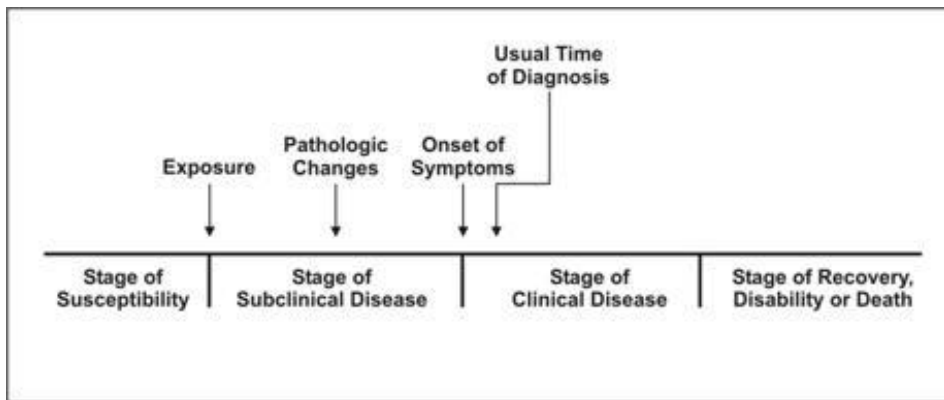 Usual Time
of Diagnosis
Exposure
Pathologic
Changes
Onset of
Symptoms
Stage of
Susceptibility
Stage of
Subclinical Disease
Stage of
Clinical Disease
Stage of Recovery,
Disability or Death